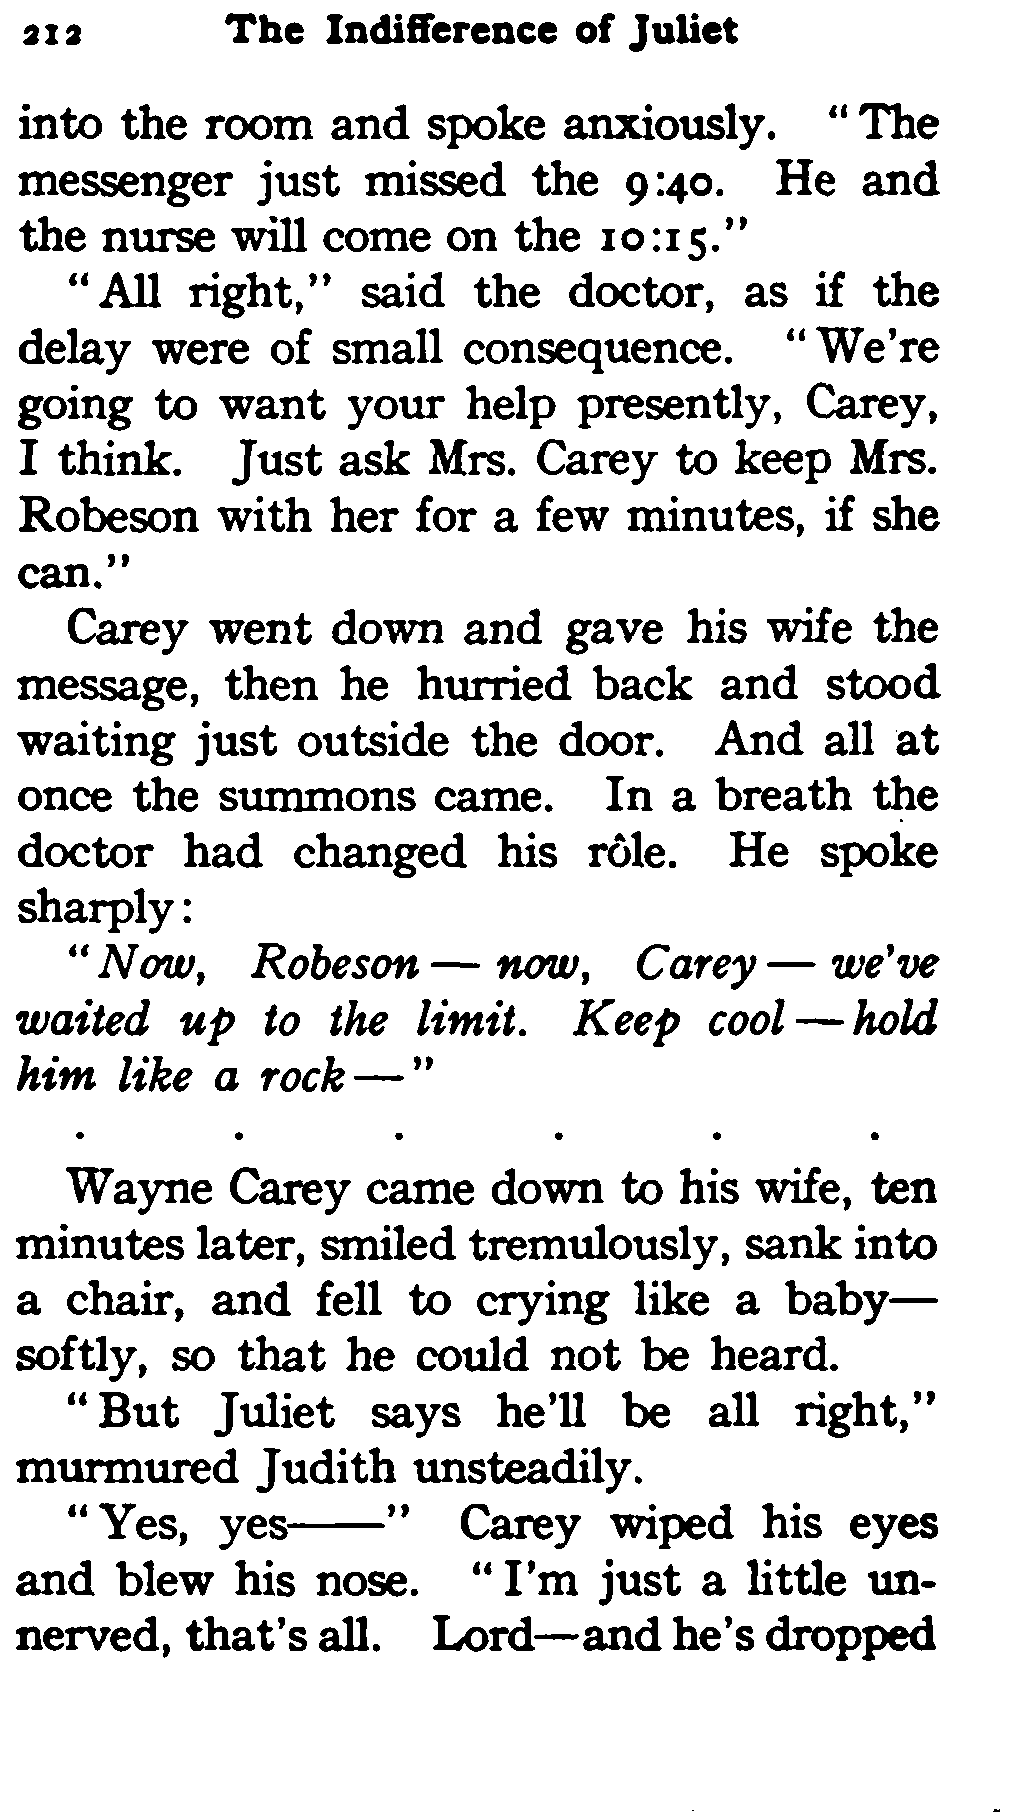 212 The Indifference of Juliet
into the room and spoke anxiously. "The
messenger just missed the 9:40. He and
the nurse will come on the 10:15."
"All right," said the doctor, as if the
delay were of small consequence. "We're
going to want your help presently, Carey,
I think. Just ask Mrs. Carey to keep Mrs.
Robeson with her for a few minutes, if she
can."
Carey went down and gave his wife the
message, then he hurried back and stood
waiting just outside the door. And all at
once the summons came. In a breath the
doctor had changed his rôle. He spoke
sharply:
"Now, Robeson — now, Carey — we've
waited up to the limit. Keep cool — hold
him like a rock — "
. . . . . .
Wayne Carey came down to his wife, ten
minutes later, smiled tremulously, sank into
a chair, and fell to crying like a baby—
softly, so that he could not be heard.
"But Juliet says he'll be all right,"
murmured Judith unsteadily.
"Yes, yes——" Carey wiped his eyes
and blew his nose. "I'm just a little un-
nerved, that's all. Lord—and he's dropped